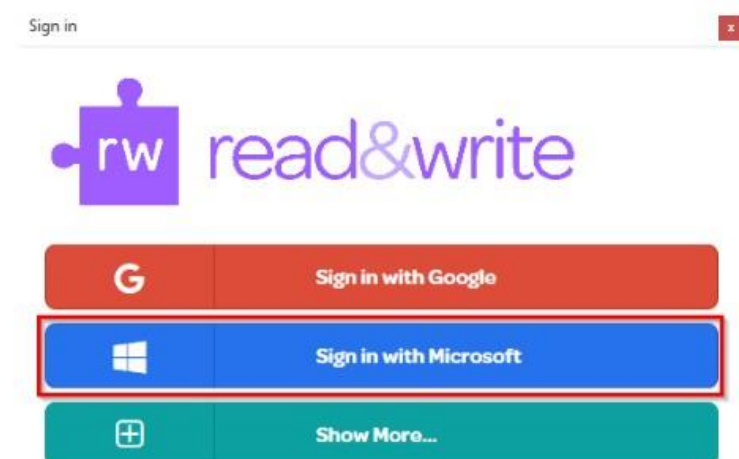 Sign in
x
rw read&write
G Sign in with Google
Sign in with Microsoft
Show More...